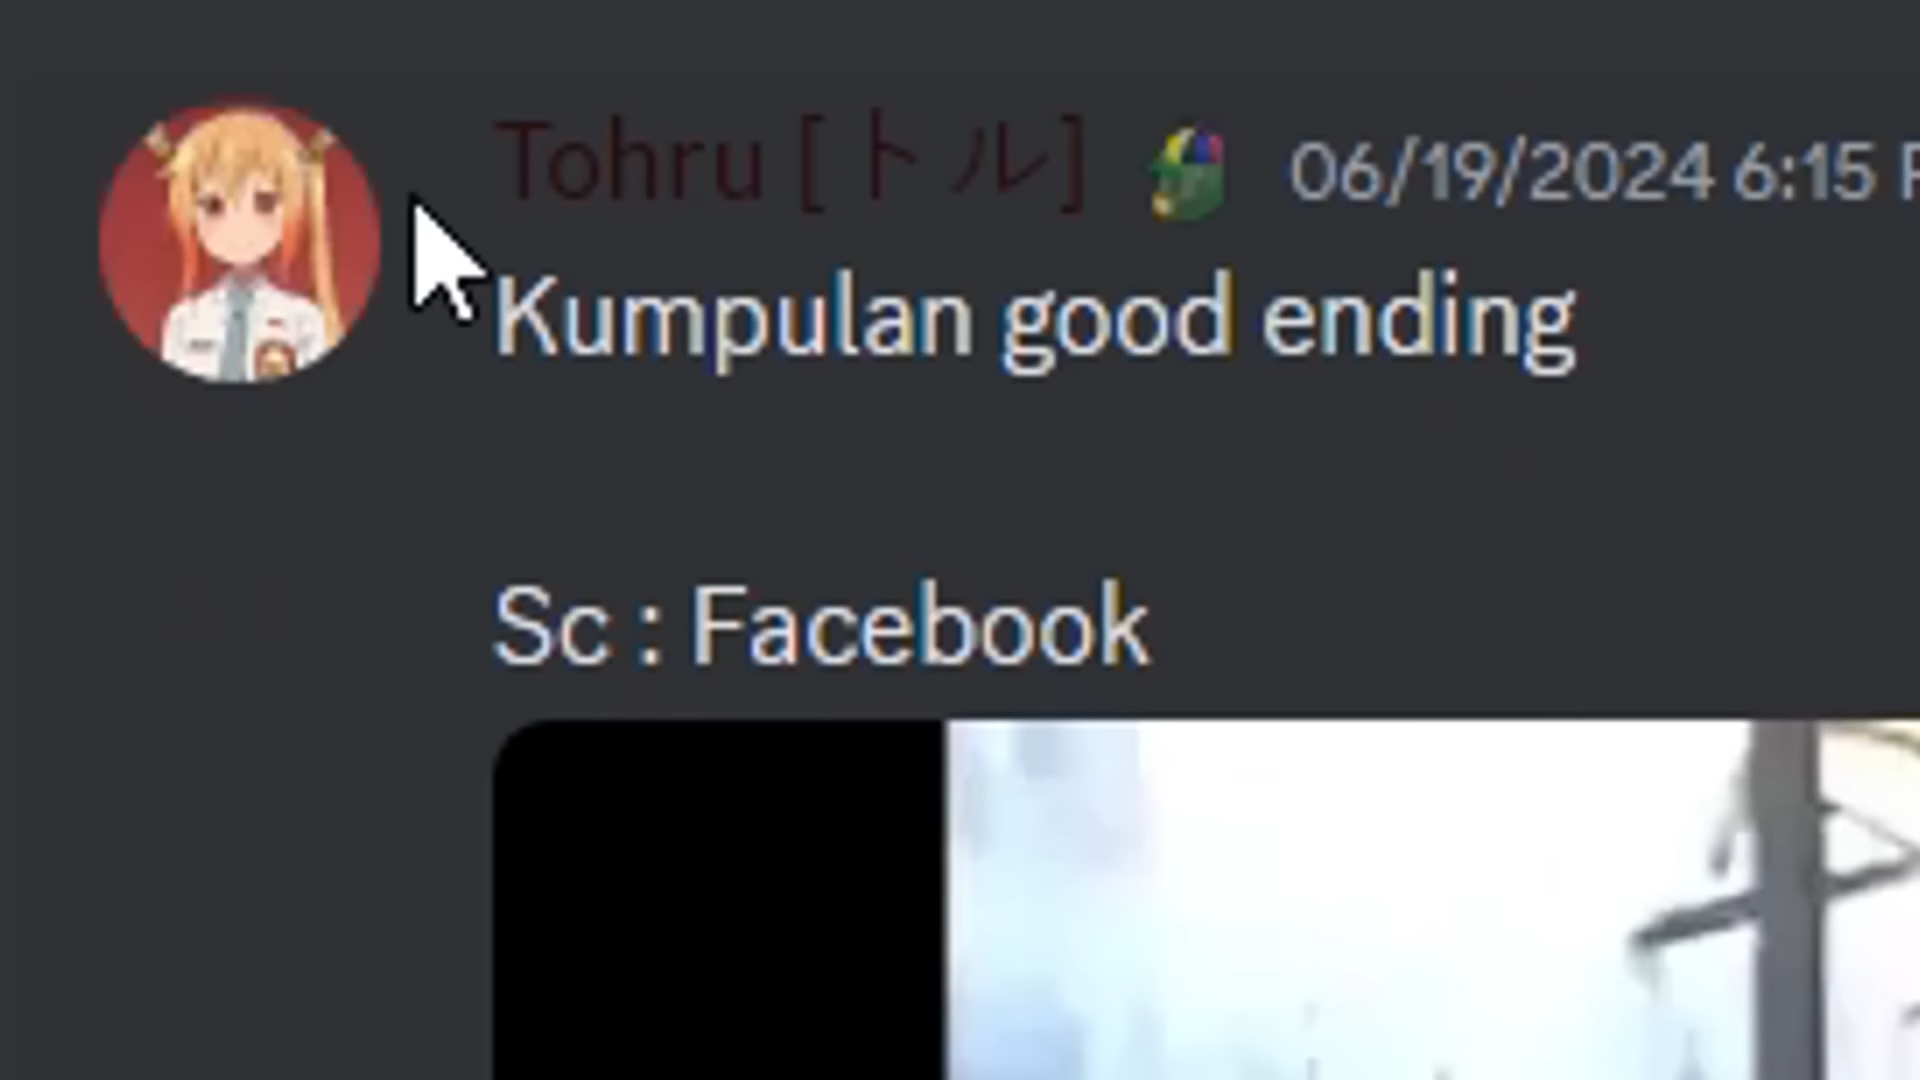 Tohru [トル] 06/19/2024 6:15
Kumpulan good ending
Sc : Facebook